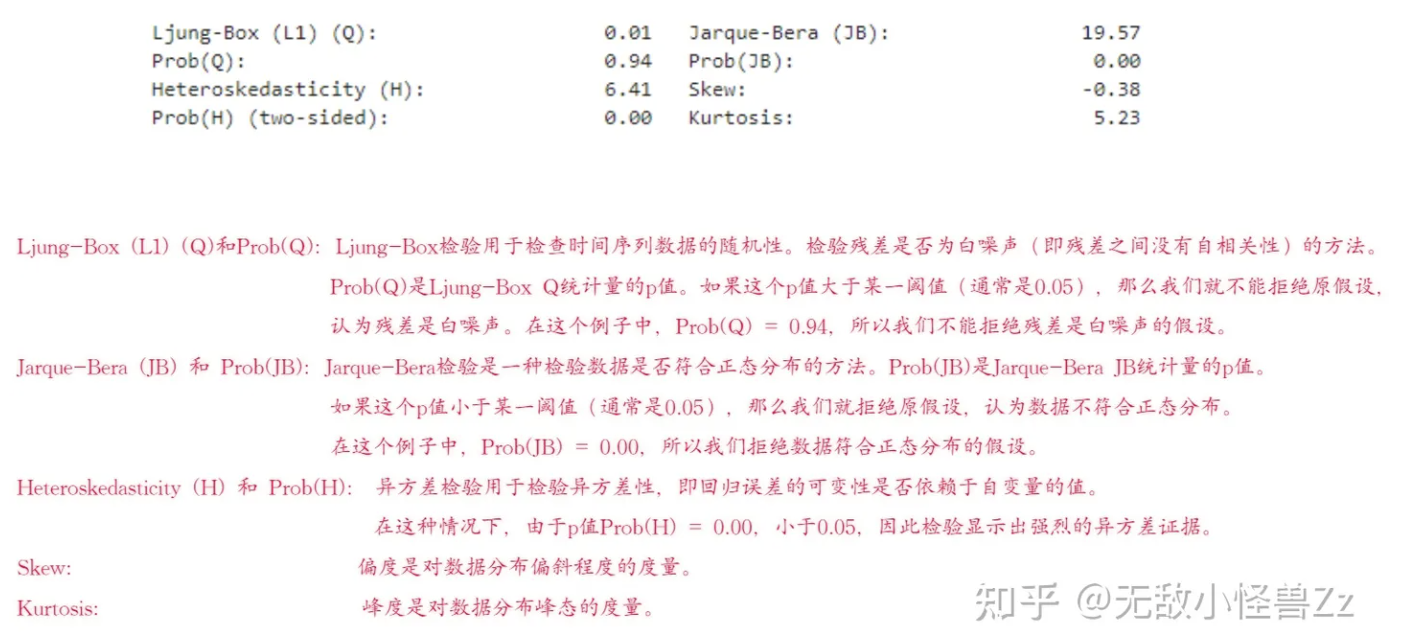 Ljung-Box (L1) (Q): 0.01 Jarque-Bera (JB): 19.57
Prob(Q): 0.94 Prob(JB): 0.00
Heteroskedasticity (H): 6.41 Skew: -0.38
Prob(H) (two-sided): 0.00 Kurtosis: 5.23
Ljung-Box (L1) (Q)和Prob(Q): Ljung-Box检验用于检查时间序列数据的随机性。检验残差是否为白噪声（即残差之间没有自相关性）的方法。
Prob(Q)是Ljung-Box Q统计量的p值。如果这个p值大于某一阈值（通常是0.05），那么我们就不能拒绝原假设，
认为残差是白噪声。在这个例子中，Prob(Q) = 0.94，所以我们不能拒绝残差是白噪声的假设。
Jarque-Bera (JB) 和 Prob(JB): Jarque-Bera检验是一种检验数据是否符合正态分布的方法。Prob(JB)是Jarque-Bera JB统计量的p值。
如果这个p值小于某一阈值（通常是0.05），那么我们就拒绝原假设，认为数据不符合正态分布。
在这个例子中，Prob(JB) = 0.00，所以我们拒绝数据符合正态分布的假设。
Heteroskedasticity (H) 和 Prob(H): 异方差检验用于检验异方差性，即回归误差的可变性是否依赖于自变量的值。
在这种情况下，由于p值Prob(H) = 0.00，小于0.05，因此检验显示出强烈的异方差证据。
Skew: 偏度是对数据分布偏斜程度的度量。
Kurtosis: 峰度是对数据分布峰态的度量。
知乎 @无敌小怪兽Zz